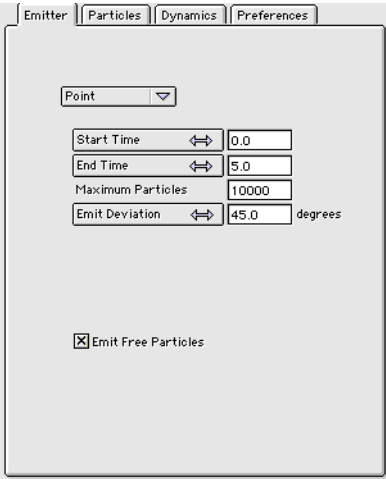 Emitter Particles Dynamics Preferences
Point
Start Time 0.0
End Time 5.0
Maximum Particles 10000
Emit Deviation 45.0 degrees
Emit Free Particles